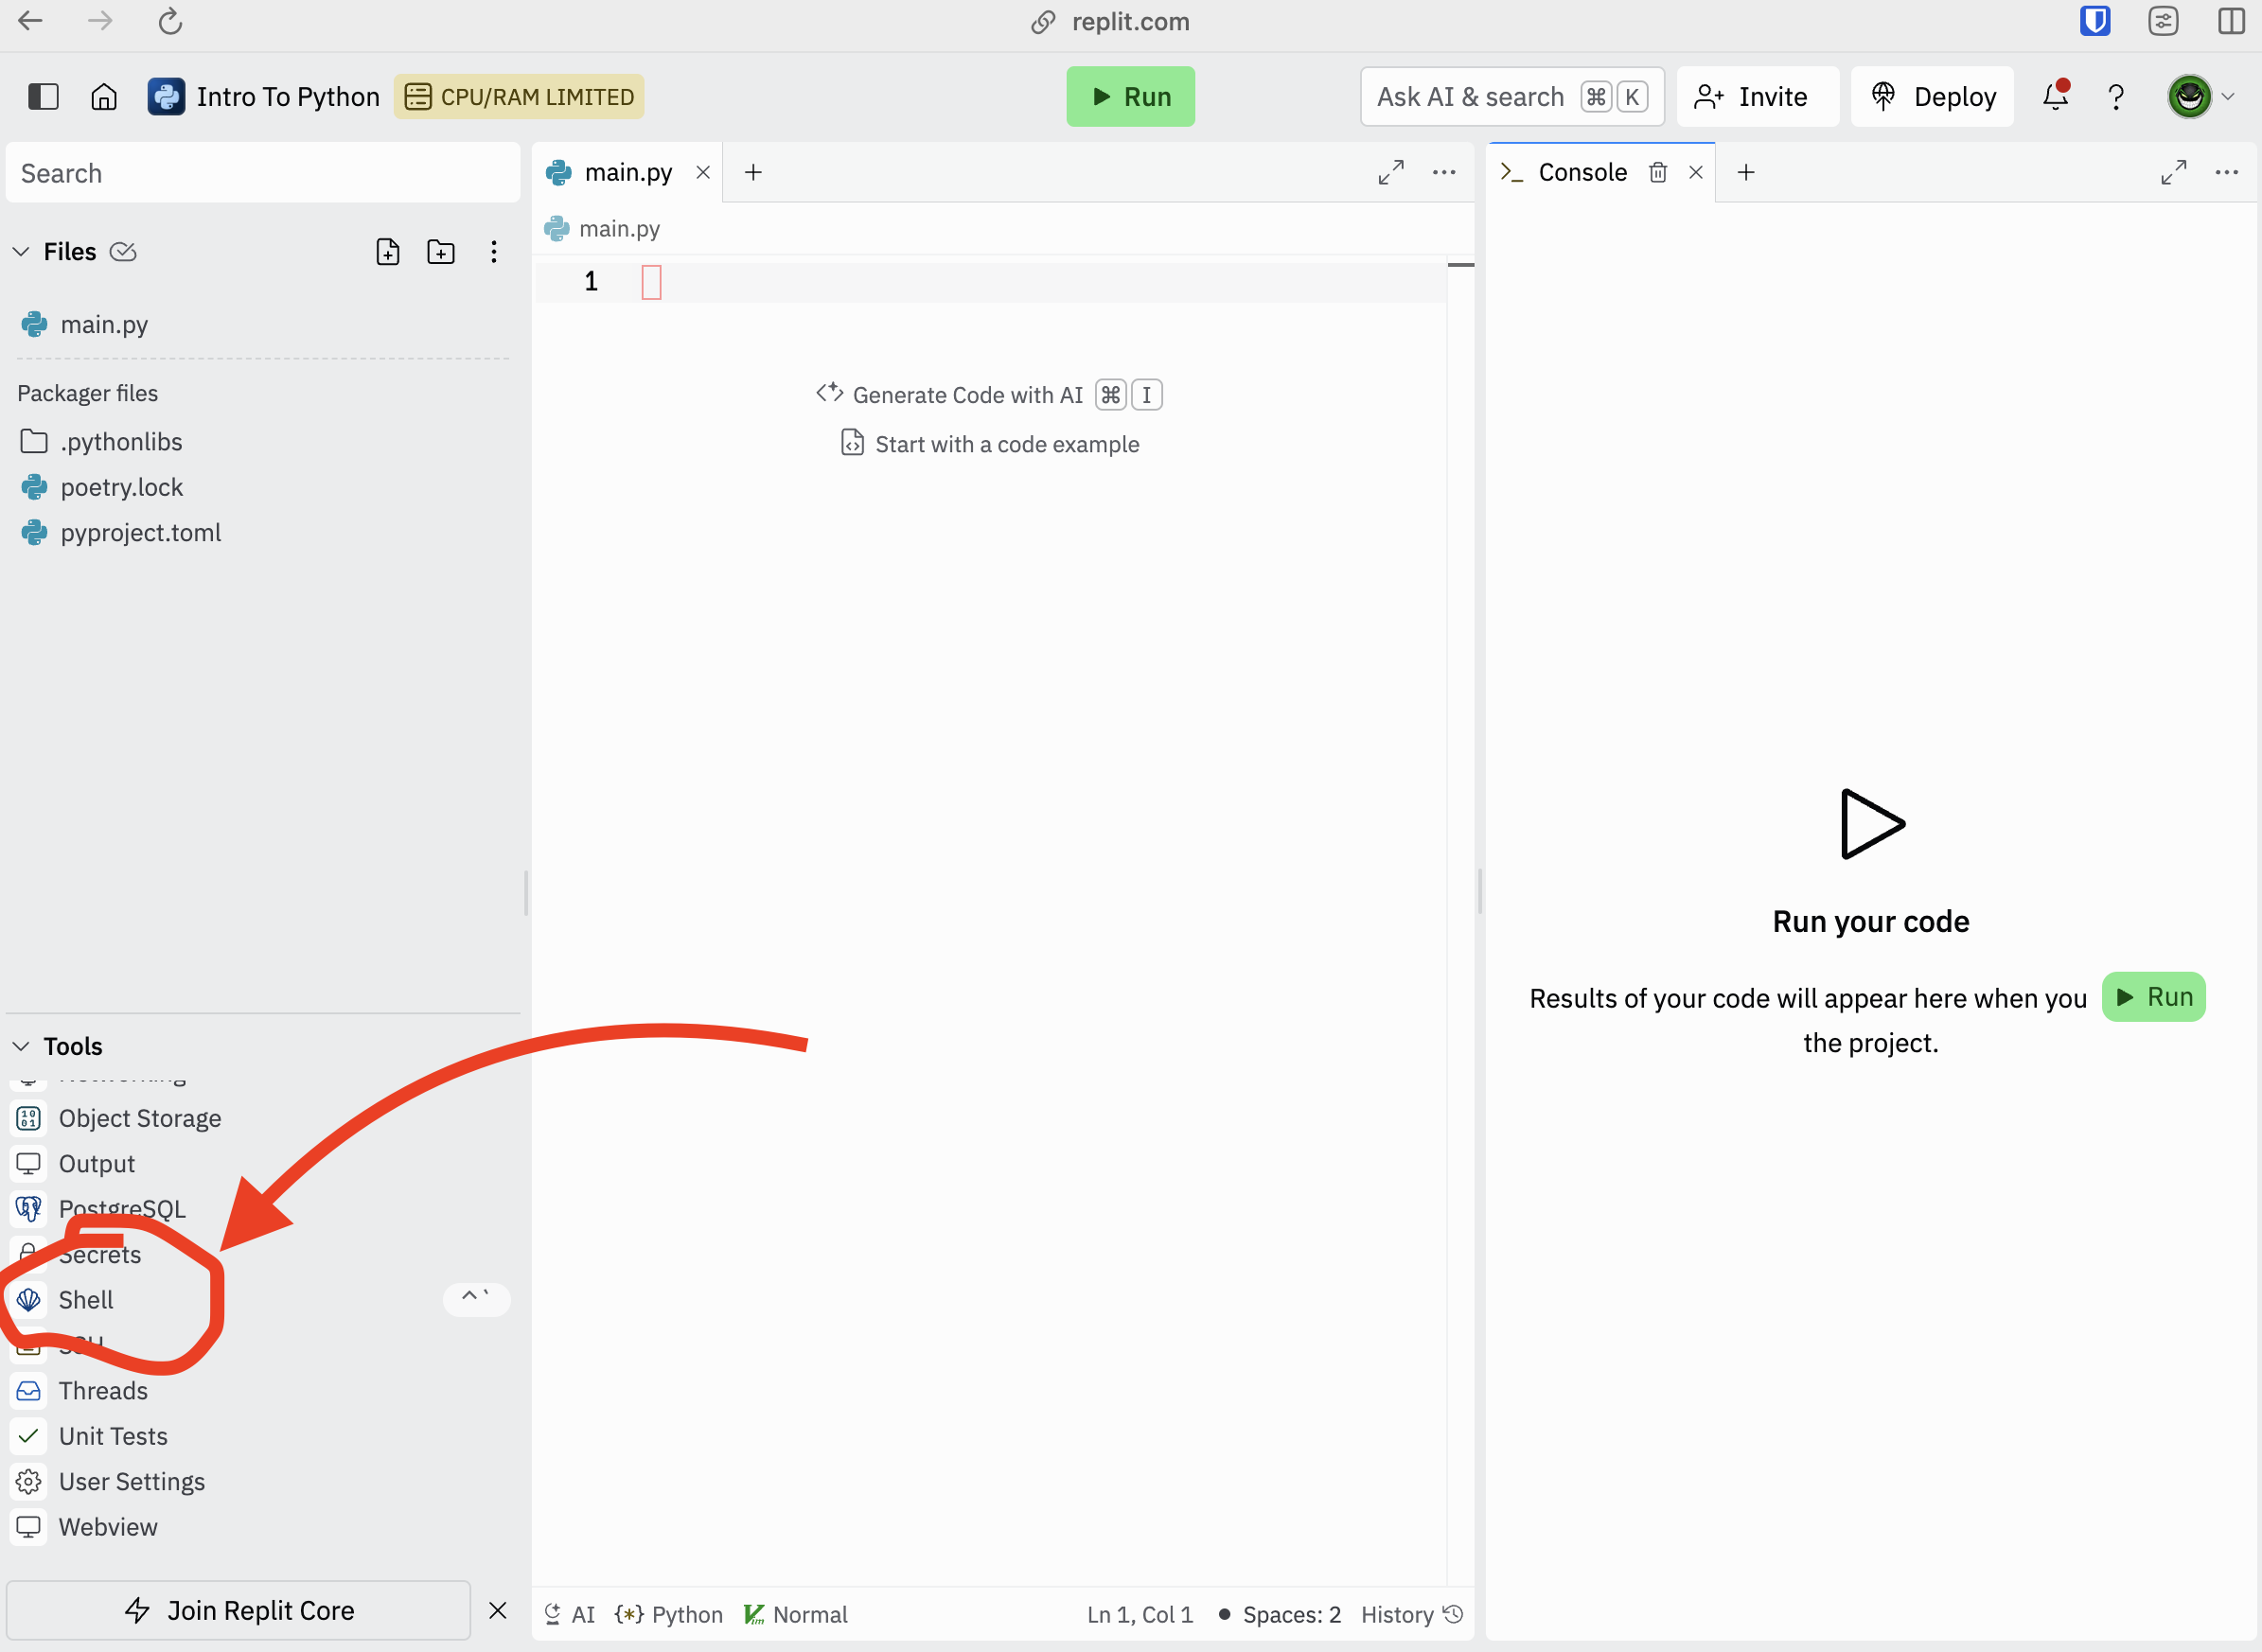 replit.com
Intro To Python
CPU/RAM LIMITED
Run
Ask AI & search ⌘ K
Invite
Deploy
?
Search
Files
main.py
Packager files
.pythonlibs
poetry.lock
pyproject.toml
Tools
Networking
Object Storage
Output
PostgreSQL
Secrets
Shell
^ `
SSH
Threads
Unit Tests
User Settings
Webview
Join Replit Core
main.py
main.py
1
Generate Code with AI ⌘ I
Start with a code example
AI
Python
Normal
Ln 1, Col 1
Spaces: 2
History
>_ Console
Run your code
Results of your code will appear here when you Run
the project.